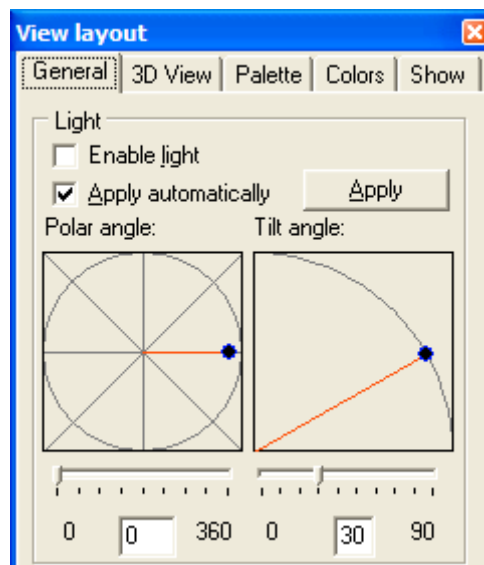 View layout
General 3D View Palette Colors Show
Light
Enable light
Apply automatically Apply
Polar angle: Tilt angle:
0 0 360 0 30 90